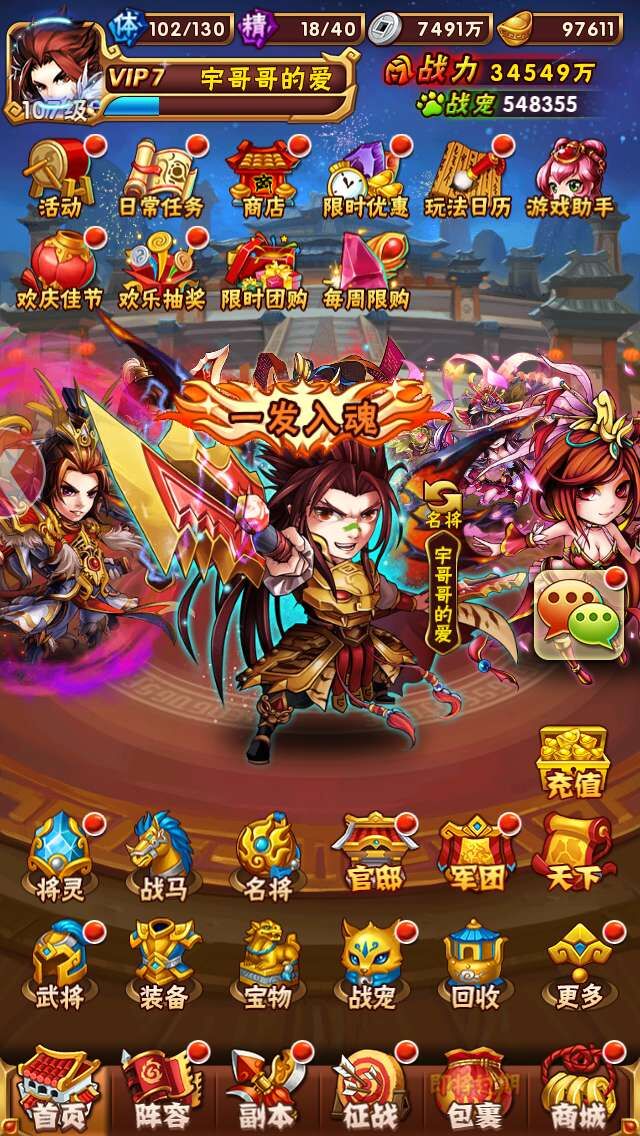 体 102/130 精 18/40 7491万 97611
VIP 7 宇哥哥的爱 战力 34549万
107级 战宠 548355
活动 日常任务 商店 限时优惠 玩法日历 游戏助手
欢庆佳节 欢乐抽奖 限时团购 每周限购
一发入魂
名将
宇哥哥的爱
充值
将灵 战马 名将 官邸 军团 天下
武将 装备 宝物 战宠 回收 更多
首页 阵容 副本 征战 包裹 商城